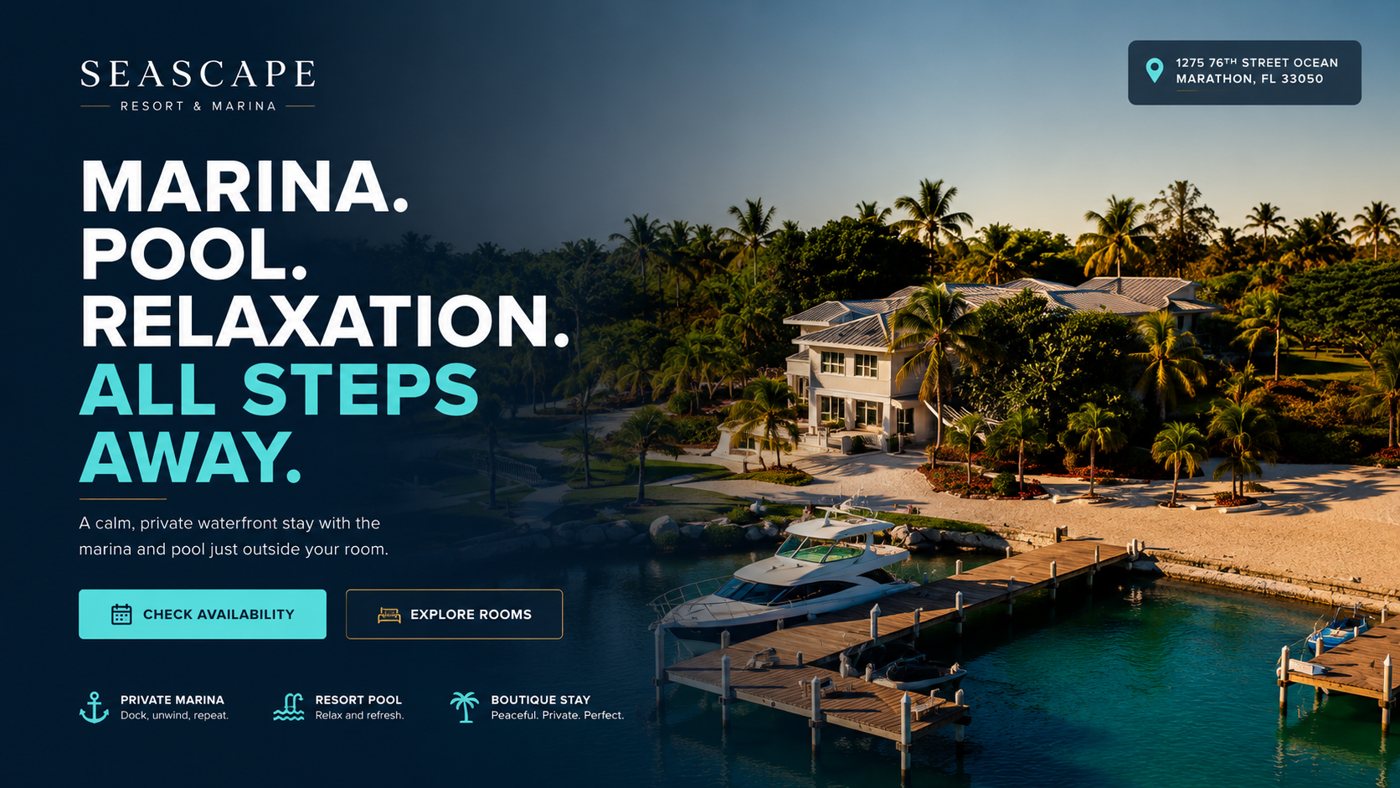 SEASCAPE
RESORT & MARINA
1275 76TH STREET OCEAN
MARATHON, FL 33050
MARINA.
POOL.
RELAXATION.
ALL STEPS
AWAY.
A calm, private waterfront stay with the
marina and pool just outside your room.
CHECK AVAILABILITY
EXPLORE ROOMS
PRIVATE MARINA
Dock, unwind, repeat.
RESORT POOL
Relax and refresh.
BOUTIQUE STAY
Peaceful. Private. Perfect.